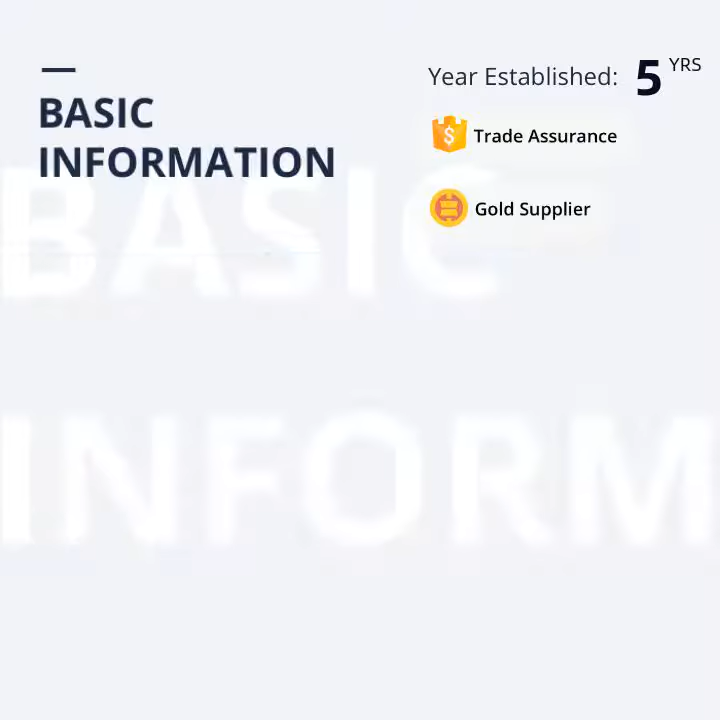 BASIC
INFORMATION
Year Established: 5 YRS
Trade Assurance
Gold Supplier
BASIC
INFORM